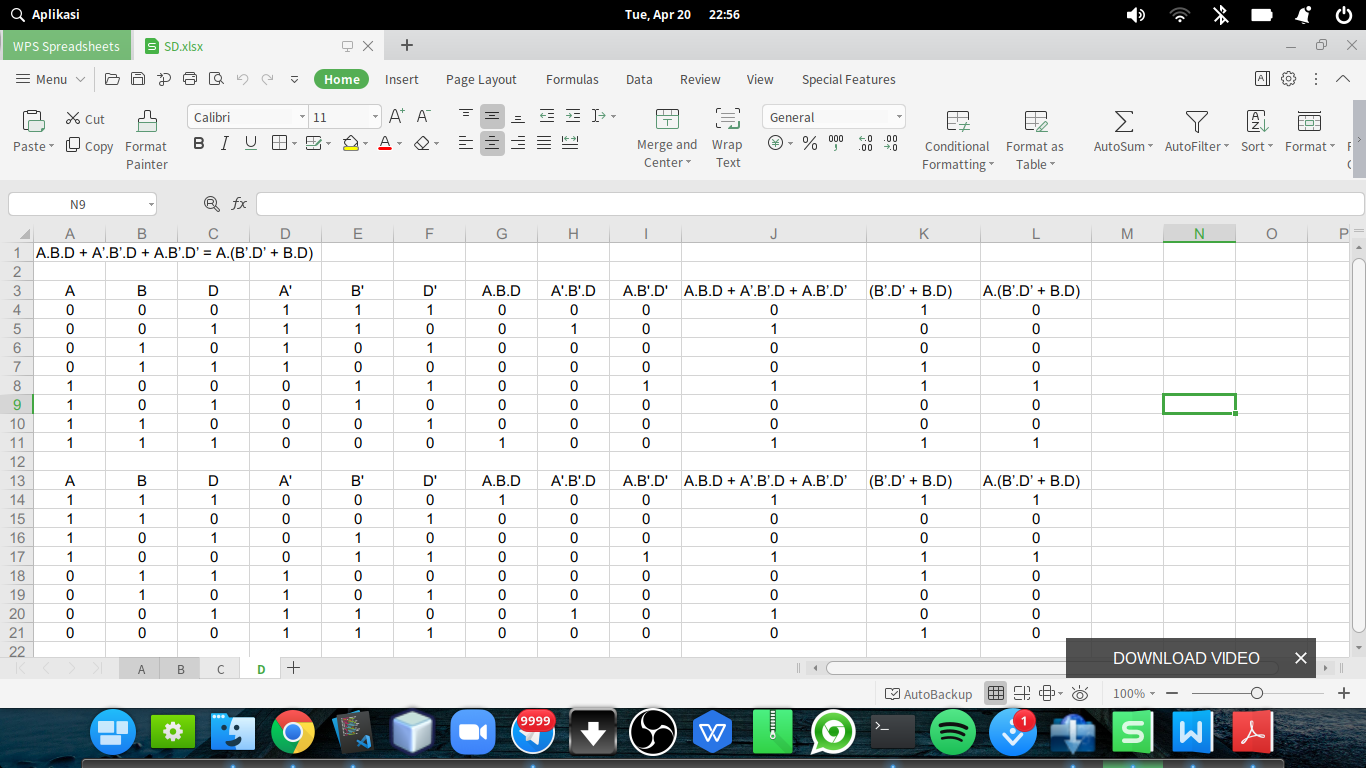 Aplikasi Tue, Apr 20 22:56
WPS Spreadsheets SD.xlsx
Menu Home Insert Page Layout Formulas Data Review View Special Features
Paste Cut Copy Format Painter Calibri 11 A+ A- B I U A Merge and Center Wrap Text General % 000 .00 .0 Conditional Formatting Format as Table AutoSum AutoFilter Sort Format
N9 fx
A B C D E F G H I J K L M N O P
1 A.B.D + A'.B'.D + A.B'.D' = A.(B'.D' + B.D)
2
3 A B D A' B' D' A.B.D A'.B'.D A.B'.D' A.B.D + A'.B'.D + A.B'.D' (B'.D' + B.D) A.(B'.D' + B.D)
4 0 0 0 1 1 1 0 0 0 0 1 0
5 0 0 1 1 1 0 0 1 0 1 0 0
6 0 1 0 1 0 1 0 0 0 0 0 0
7 0 1 1 1 0 0 0 0 0 0 1 0
8 1 0 0 0 1 1 0 0 1 1 1 1
9 1 0 1 0 1 0 0 0 0 0 0 0
10 1 1 0 0 0 1 0 0 0 0 0 0
11 1 1 1 0 0 0 1 0 0 1 1 1
12
13 A B D A' B' D' A.B.D A'.B'.D A.B'.D' A.B.D + A'.B'.D + A.B'.D' (B'.D' + B.D) A.(B'.D' + B.D)
14 1 1 1 0 0 0 1 0 0 1 1 1
15 1 1 0 0 0 1 0 0 0 0 0 0
16 1 0 1 0 1 0 0 0 0 0 0 0
17 1 0 0 0 1 1 0 0 1 1 1 1
18 0 1 1 1 0 0 0 0 0 0 1 0
19 0 1 0 1 0 1 0 0 0 0 0 0
20 0 0 1 1 1 0 0 1 0 1 0 0
21 0 0 0 1 1 1 0 0 0 0 1 0
22
DOWNLOAD VIDEO
A B C D
AutoBackup 100%
9999 1